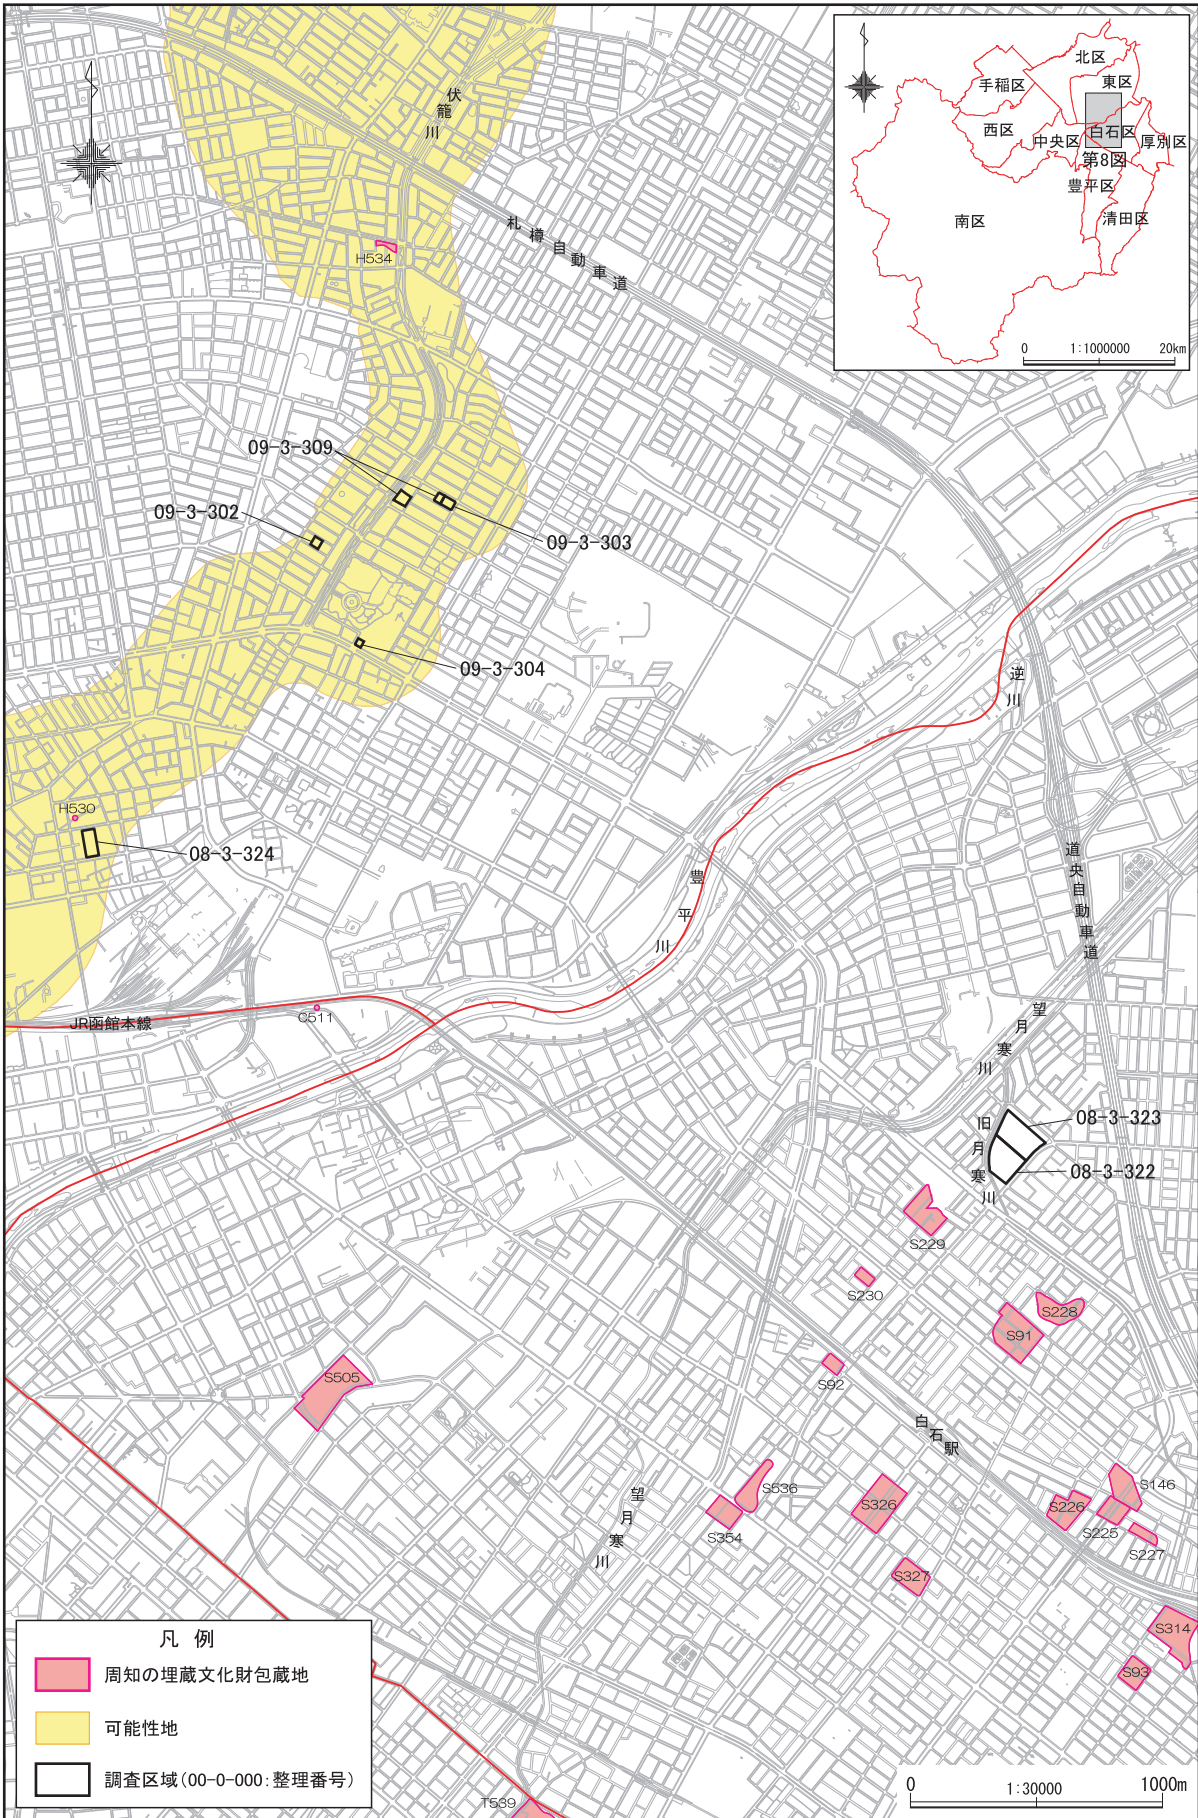 北区
手稲区
東区
西区
中央区
白石区
厚別区
第8図
豊平区
清田区
南区
0 1:1000000 20km
伏籠川
札樽自動車道
H534
09-3-309
09-3-302
09-3-303
09-3-304
逆川
H530
08-3-324
豊平川
道央自動車道
JR函館本線
C511
望月寒川
旧月寒川
08-3-323
08-3-322
S229
S230
S228
S91
S92
S505
白石駅
S536
S354
S326
S146
S226
S225
S227
望月寒川
S327
S314
S93
凡 例
周知の埋蔵文化財包蔵地
可能性地
調査区域(00-0-000:整理番号)
T539
0 1:30000 1000m